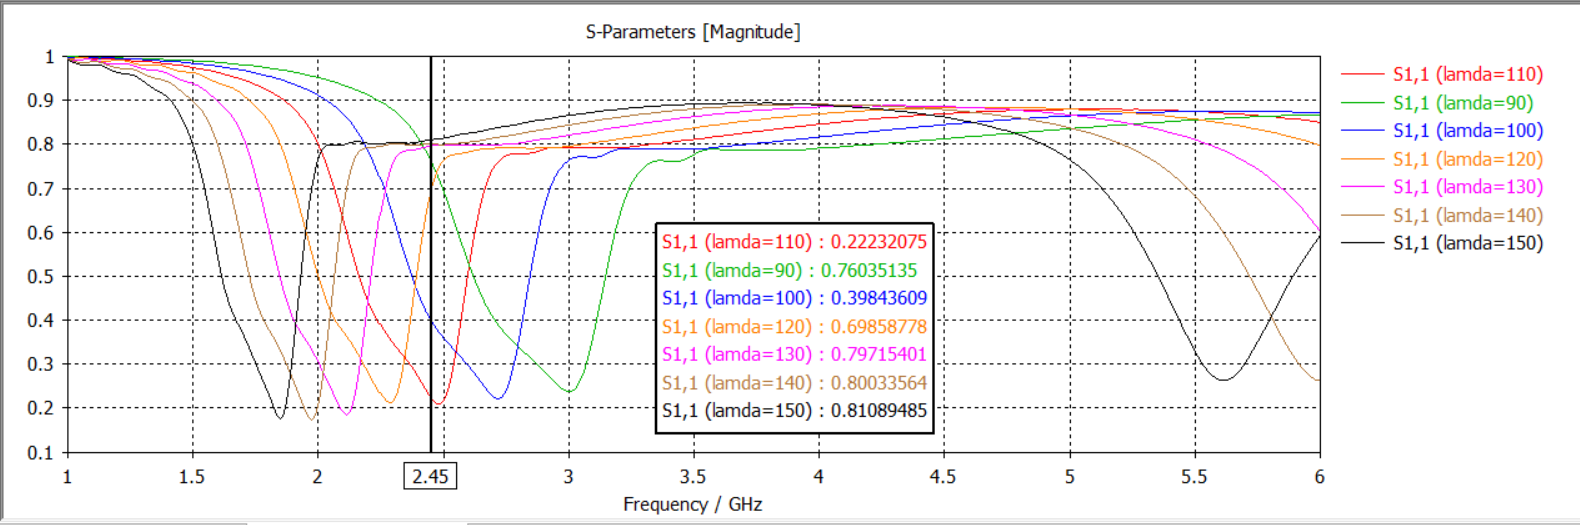 S-Parameters [Magnitude]
1
0.9
0.8
0.7
0.6
0.5
0.4
0.3
0.2
0.1
S1,1 (lamda=110)
S1,1 (lamda=90)
S1,1 (lamda=100)
S1,1 (lamda=120)
S1,1 (lamda=130)
S1,1 (lamda=140)
S1,1 (lamda=150)
S1,1 (lamda=110) : 0.22232075
S1,1 (lamda=90) : 0.76035135
S1,1 (lamda=100) : 0.39843609
S1,1 (lamda=120) : 0.69858778
S1,1 (lamda=130) : 0.79715401
S1,1 (lamda=140) : 0.80033564
S1,1 (lamda=150) : 0.81089485
1 1.5 2 2.45 3 3.5 4 4.5 5 5.5 6
Frequency / GHz